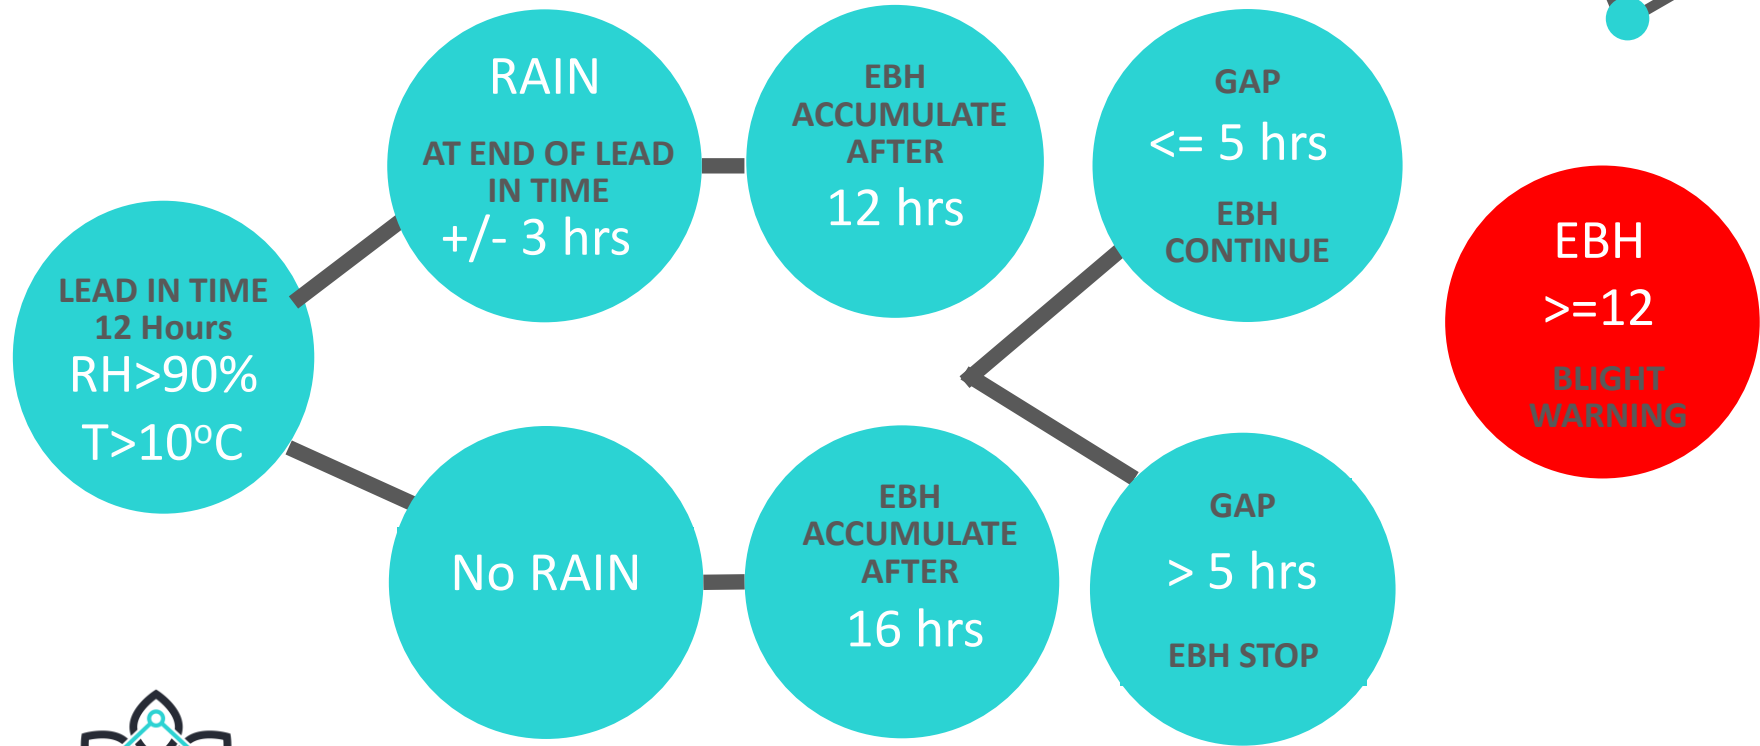 LEAD IN TIME
12 Hours
RH>90%
T>10ºC
RAIN
AT END OF LEAD
IN TIME
+/- 3 hrs
EBH
ACCUMULATE
AFTER
12 hrs
No RAIN
EBH
ACCUMULATE
AFTER
16 hrs
GAP
<= 5 hrs
EBH
CONTINUE
GAP
> 5 hrs
EBH STOP
EBH
>=12
BLIGHT
WARNING